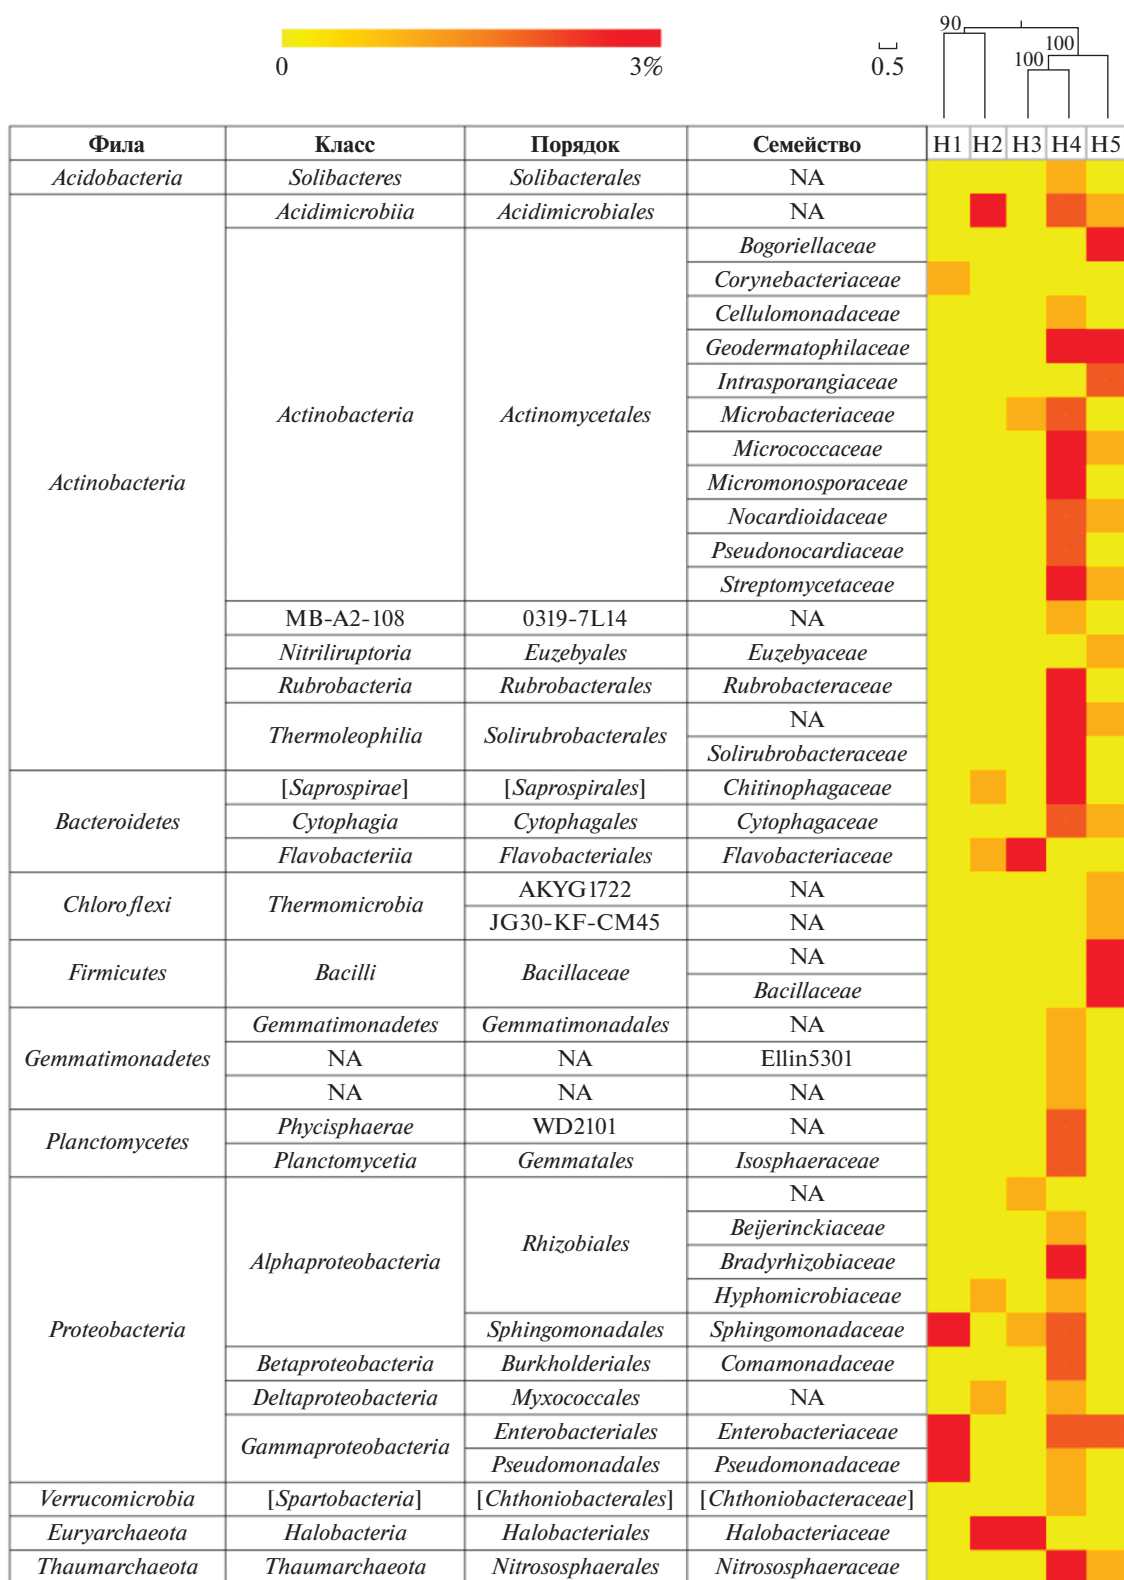 0 3% 0.5 90 100 100
Фила Класс Порядок Семейство H1 H2 H3 H4 H5
Acidobacteria Solibacteres Solibacterales NA
Acidimicrobiia Acidimicrobiales NA
Bogoriellaceae
Corynebacteriaceae
Cellulomonadaceae
Geodermatophilaceae
Intrasporangiaceae
Actinobacteria Actinomycetales Microbacteriaceae
Micrococcaceae
Actinobacteria Micromonosporaceae
Nocardioidaceae
Pseudonocardiaceae
Streptomycetaceae
MB-A2-108 0319-7L14 NA
Nitriliruptoria Euzebyales Euzebyaceae
Rubrobacteria Rubrobacterales Rubrobacteraceae
Thermoleophilia Solirubrobacterales NA
Solirubrobacteraceae
[Saprospirae] [Saprospirales] Chitinophagaceae
Bacteroidetes Cytophagia Cytophagales Cytophagaceae
Flavobacteriia Flavobacteriales Flavobacteriaceae
Chloroflexi Thermomicrobia AKYG1722 NA
JG30-KF-CM45 NA
Firmicutes Bacilli Bacillaceae NA
Bacillaceae
Gemmatimonadetes Gemmatimonadales NA
Gemmatimonadetes NA NA Ellin5301
NA NA NA
Planctomycetes Phycisphaerae WD2101 NA
Planctomycetia Gemmatales Isosphaeraceae
NA
Rhizobiales Beijerinckiaceae
Alphaproteobacteria Bradyrhizobiaceae
Hyphomicrobiaceae
Proteobacteria Sphingomonadales Sphingomonadaceae
Betaproteobacteria Burkholderiales Comamonadaceae
Deltaproteobacteria Myxococcales NA
Gammaproteobacteria Enterobacteriales Enterobacteriaceae
Pseudomonadales Pseudomonadaceae
Verrucomicrobia [Spartobacteria] [Chthoniobacterales] [Chthoniobacteraceae]
Euryarchaeota Halobacteria Halobacteriales Halobacteriaceae
Thaumarchaeota Thaumarchaeota Nitrososphaerales Nitrososphaeraceae